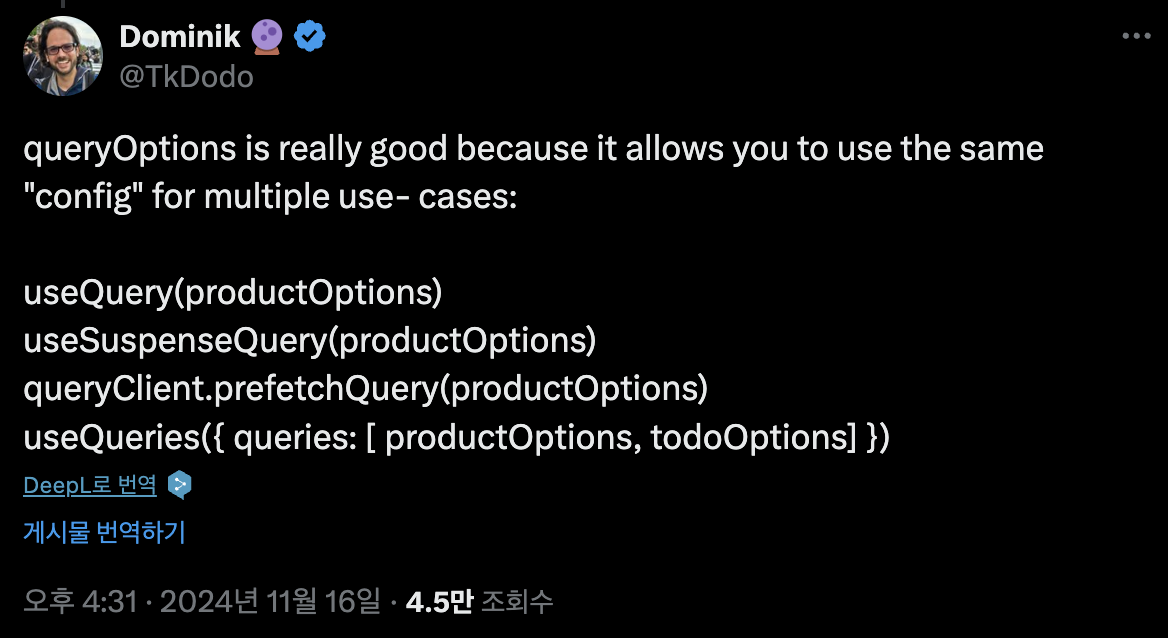 Dominik
@TkDodo
queryOptions is really good because it allows you to use the same
"config" for multiple use- cases:
useQuery(productOptions)
useSuspenseQuery(productOptions)
queryClient.prefetchQuery(productOptions)
useQueries({ queries: [ productOptions, todoOptions] })
DeepL로 번역
게시물 번역하기
오후 4:31 · 2024년 11월 16일 · 4.5만 조회수